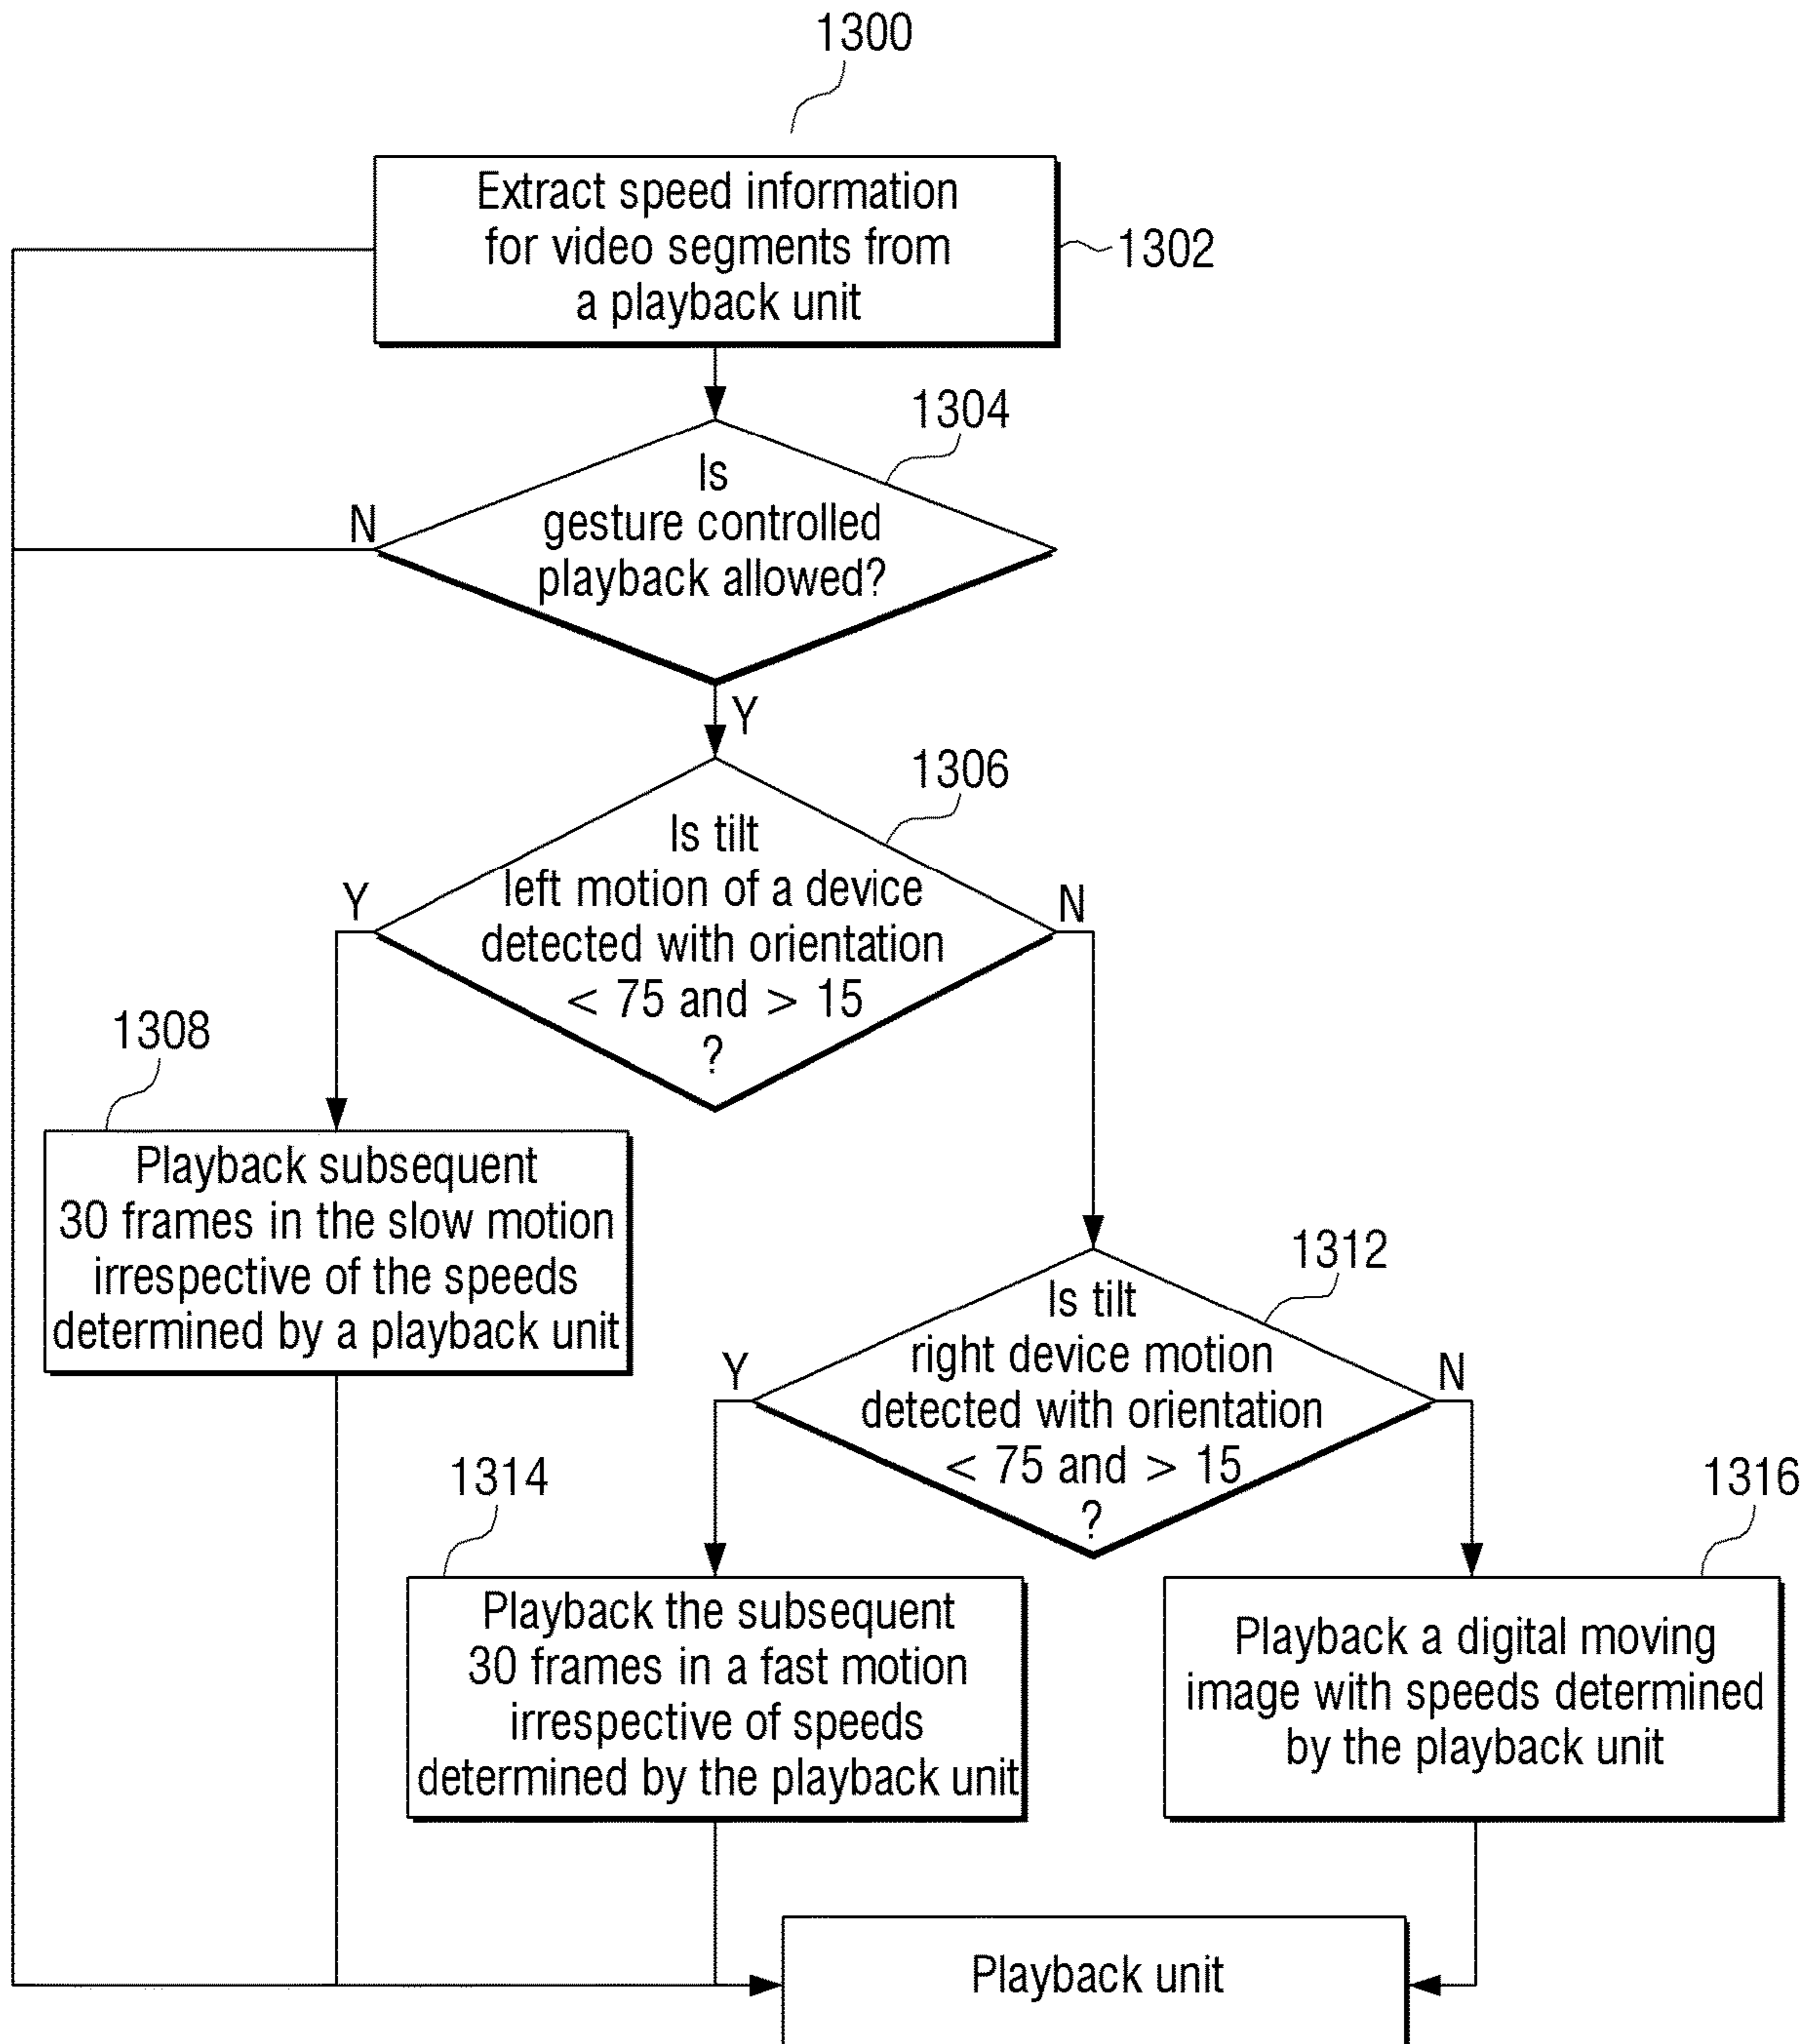 1300
Extract speed information
for video segments from
a playback unit
1302
1304
Is
gesture controlled
playback allowed?
N
Y
1306
Is tilt
left motion of a device
detected with orientation
< 75 and > 15
?
Y
N
1308
Playback subsequent
30 frames in the slow motion
irrespective of the speeds
determined by a playback unit
1312
Is tilt
right device motion
detected with orientation
< 75 and > 15
?
Y
N
1314
Playback the subsequent
30 frames in a fast motion
irrespective of speeds
determined by the playback unit
1316
Playback a digital moving
image with speeds determined
by the playback unit
Playback unit